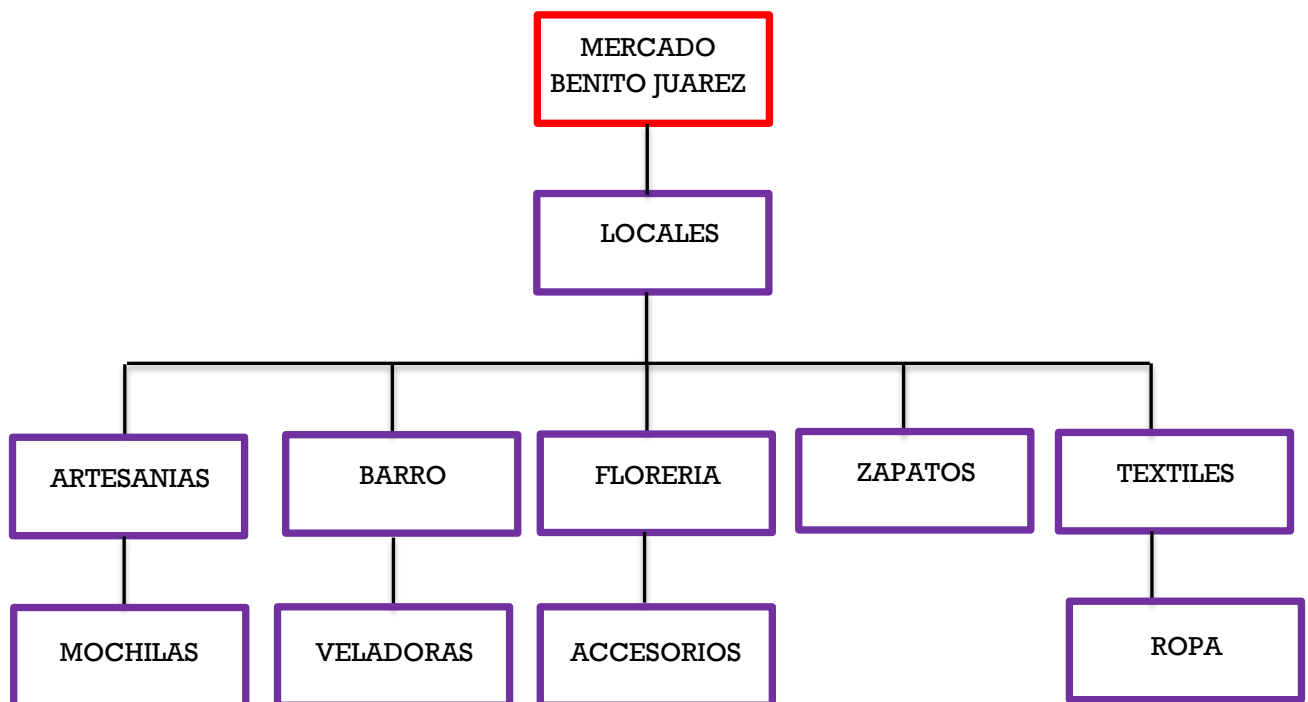 MERCADO
BENITO JUAREZ
LOCALES
ARTESANIAS
BARRO
FLORERIA
ZAPATOS
TEXTILES
MOCHILAS
VELADORAS
ACCESORIOS
ROPA